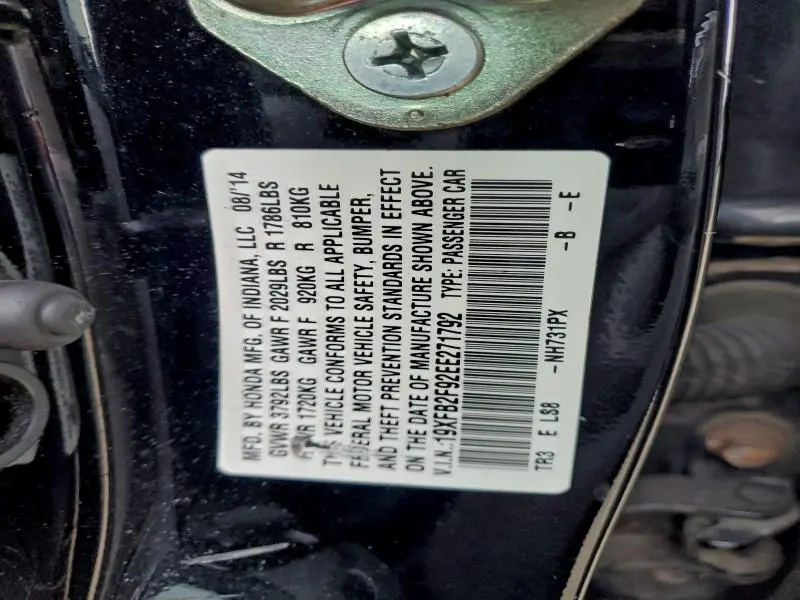 MFD. BY HONDA MFG. OF INDIANA, LLC 08/14
GVWR 3792LBS GAWR F 2029LBS R 1786LBS
1720KG GAWR F 920KG R 810KG
VEHICLE CONFORMS TO ALL APPLICABLE
FEDERAL MOTOR VEHICLE SAFETY, BUMPER,
AND THEFT PREVENTION STANDARDS IN EFFECT
ON THE DATE OF MANUFACTURE SHOWN ABOVE.
V.I.N.:19XFB2F92EE271792 TYPE: PASSENGER CAR
TR3 E LS8 -NH731PX -B -E